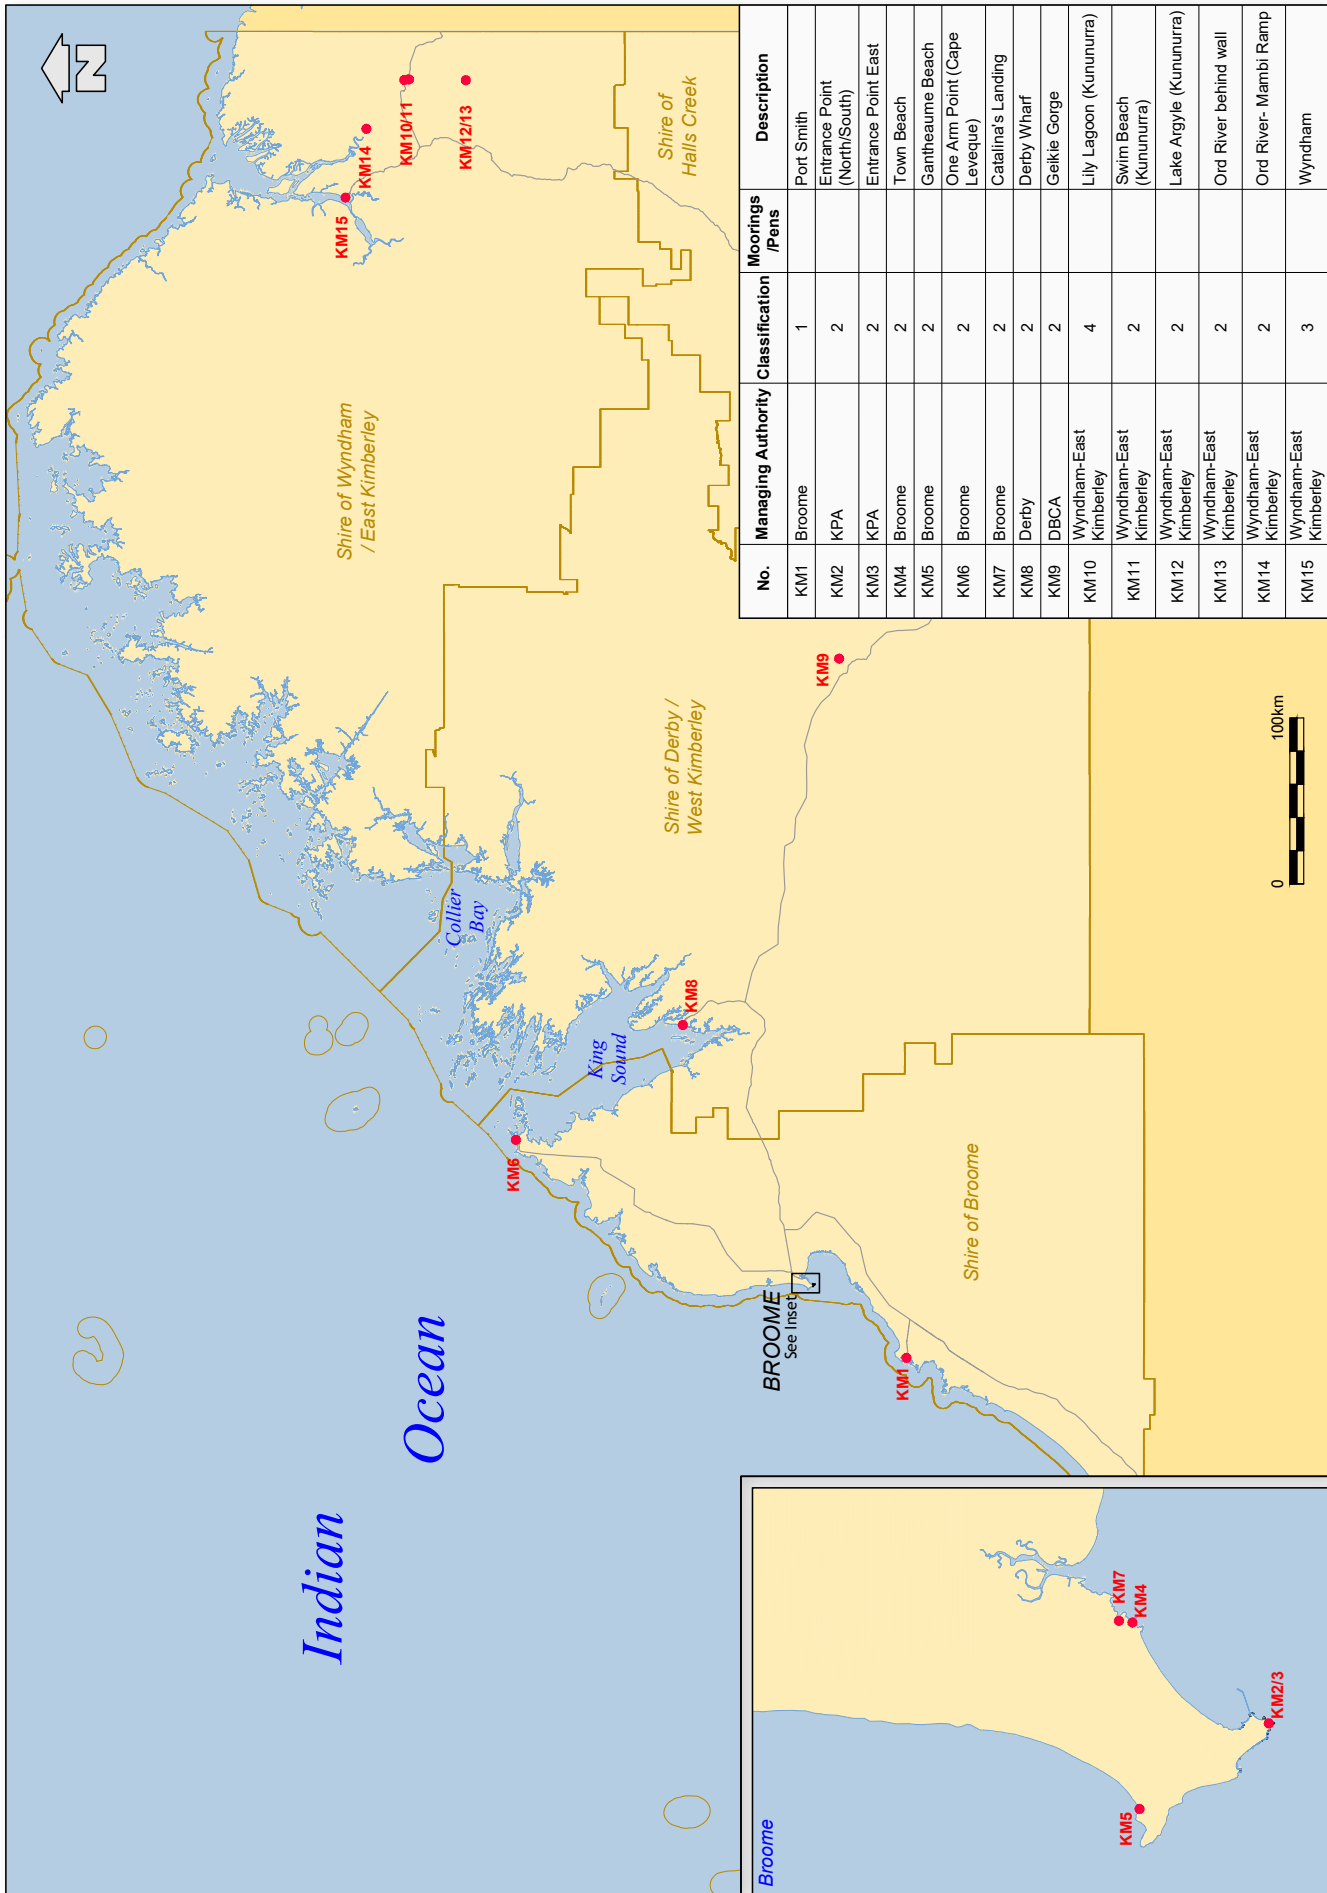 N
Indian
Ocean
Collier
Bay
King
Sound
Shire of Wyndham
/ East Kimberley
Shire of
Halls Creek
Shire of Derby /
West Kimberley
Shire of Broome
BROOME
See Inset
KM1
KM6
KM8
KM9
KM10/11
KM12/13
KM14
KM15
0 100km
Broome
KM5
KM7
KM4
KM2/3
No. Managing Authority Classification Moorings /Pens Description
KM1 Broome 1 Port Smith
KM2 KPA 2 Entrance Point
(North/South)
KM3 KPA 2 Entrance Point East
KM4 Broome 2 Town Beach
KM5 Broome 2 Gantheaume Beach
KM6 Broome 2 One Arm Point (Cape
Leveque)
KM7 Broome 2 Catalina's Landing
KM8 Derby 2 Derby Wharf
KM9 DBCA 2 Geikie Gorge
KM10 Wyndham-East
Kimberley 4 Lily Lagoon (Kununurra)
KM11 Wyndham-East
Kimberley 2 Swim Beach
(Kununurra)
KM12 Wyndham-East
Kimberley 2 Lake Argyle (Kununurra)
KM13 Wyndham-East
Kimberley 2 Ord River behind wall
KM14 Wyndham-East
Kimberley 2 Ord River- Mambi Ramp
KM15 Wyndham-East
Kimberley 3 Wyndham